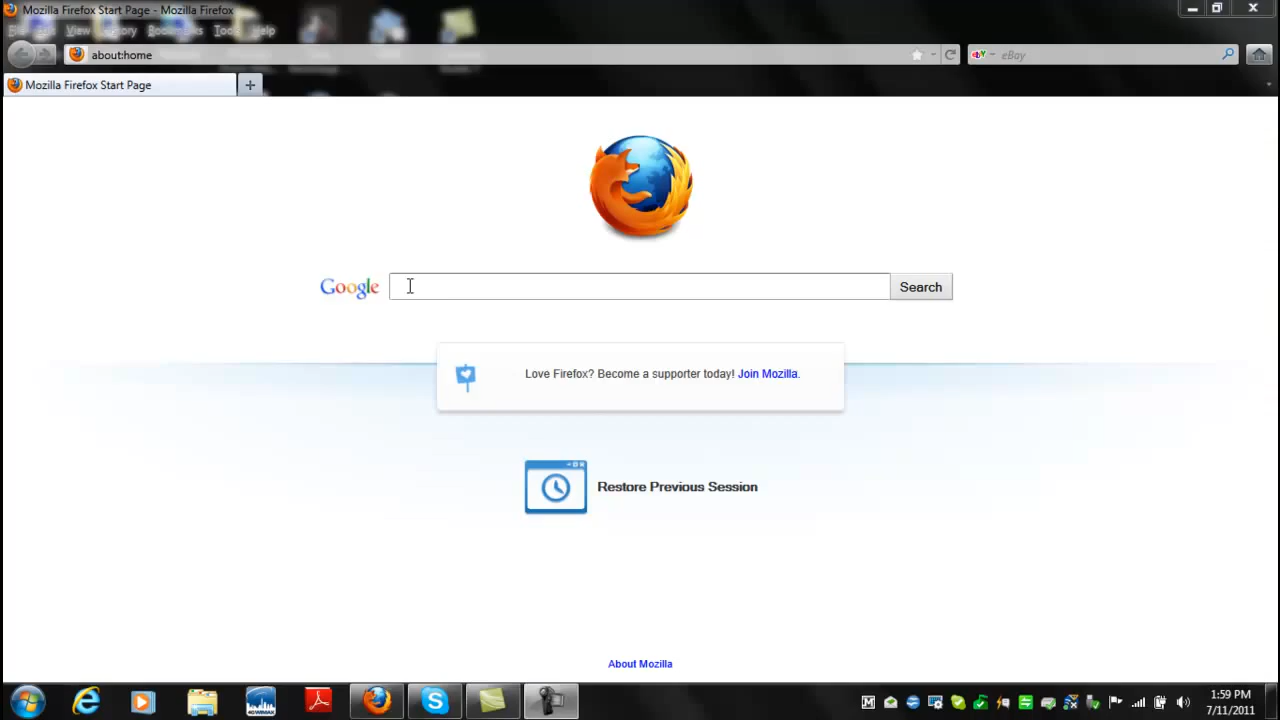 Mozilla Firefox Start Page - Mozilla Firefox
View History Bookmarks Tools Help
about:home
eBay
Mozilla Firefox Start Page
Google
Search
Love Firefox? Become a supporter today! Join Mozilla.
Restore Previous Session
About Mozilla
4GWIMAX
1:59 PM
7/11/2011